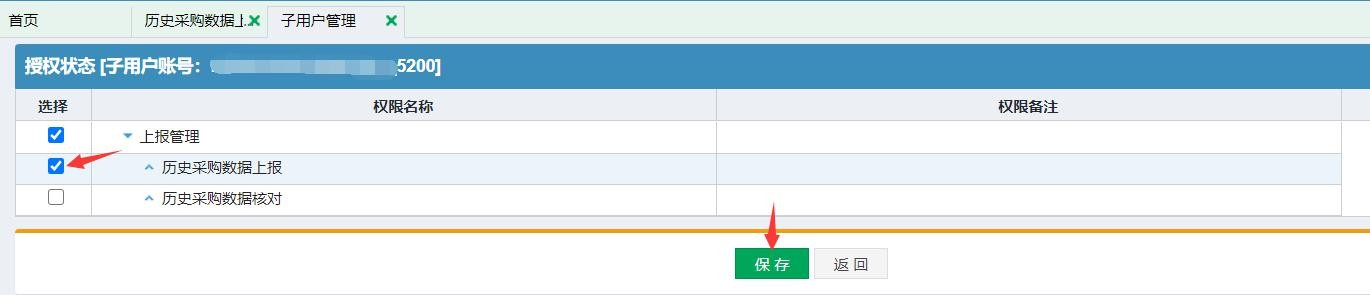 首页 历史采购数据上... 子用户管理
授权状态 [子用户账号： 5200]
选择 权限名称 权限备注
上报管理
历史采购数据上报
历史采购数据核对
保 存 返 回